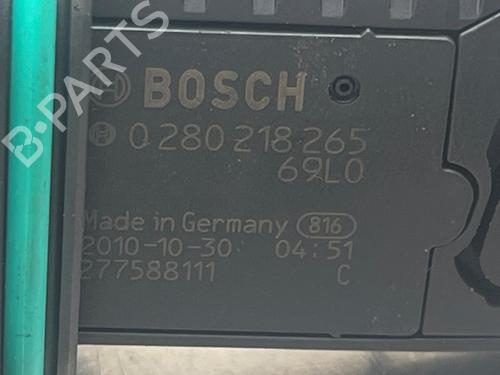 B-PARTS
BOSCH
0 280 218 265
69L0
Made in Germany 816
2010-10-30 04:51
277588111 C